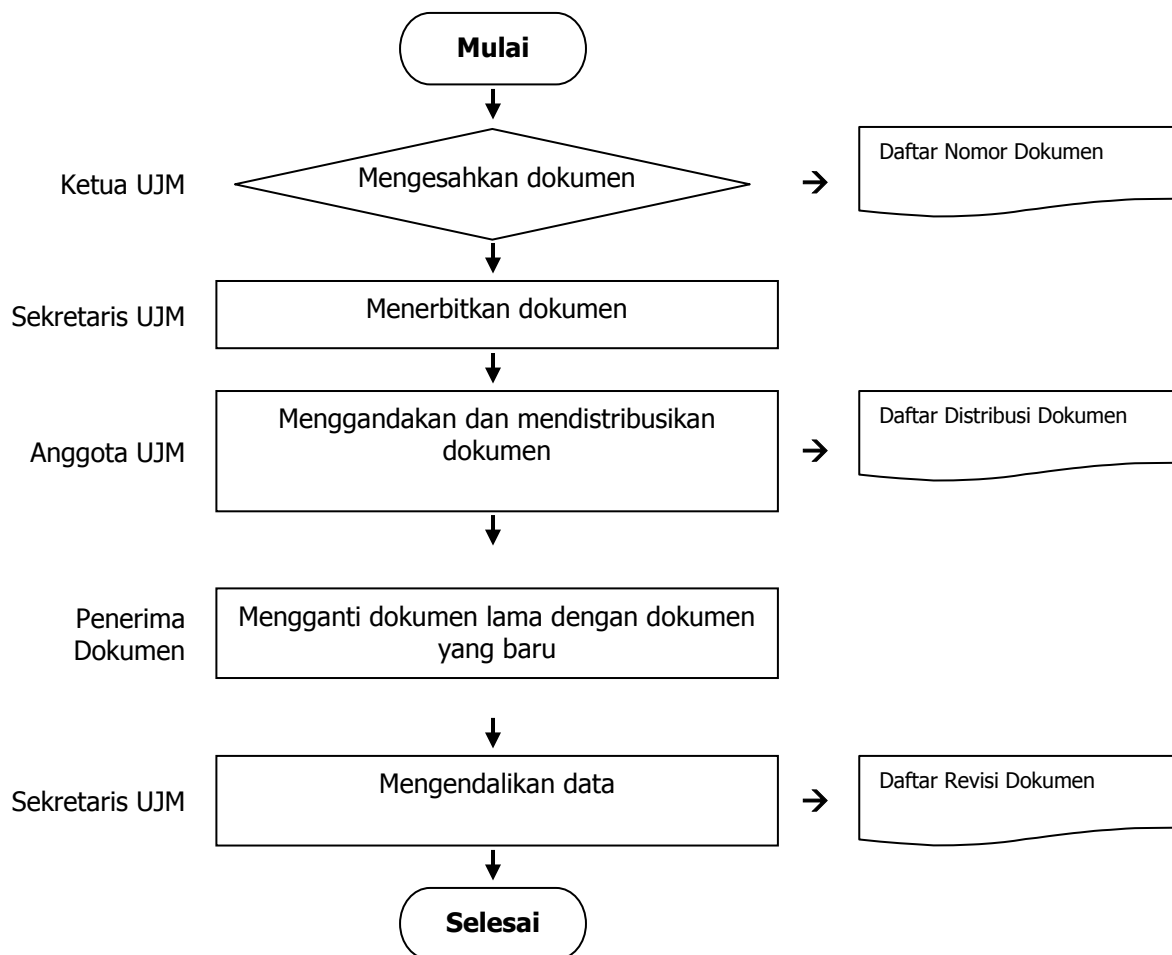 Mulai
Ketua UJM
Mengesahkan dokumen
Daftar Nomor Dokumen
Sekretaris UJM
Menerbitkan dokumen
Anggota UJM
Menggandakan dan mendistribusikan
dokumen
Daftar Distribusi Dokumen
Penerima
Dokumen
Mengganti dokumen lama dengan dokumen
yang baru
Sekretaris UJM
Mengendalikan data
Daftar Revisi Dokumen
Selesai